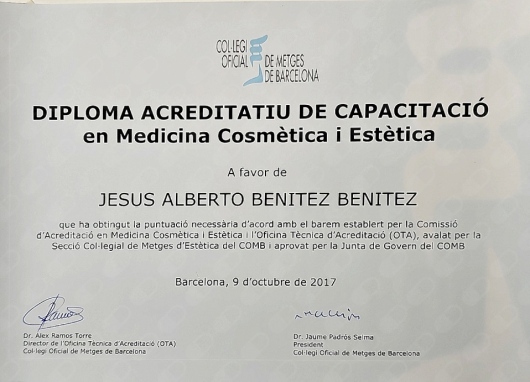 COL·LEGI
OFICIAL DE METGES
DE BARCELONA
DIPLOMA ACREDITATIU DE CAPACITACIÓ
en Medicina Cosmètica i Estètica
A favor de
JESUS ALBERTO BENITEZ BENITEZ
que ha obtingut la puntuació necessària d'acord amb el barem establert per la Comissió
d'Acreditació en Medicina Cosmètica i Estètica i l'Oficina Tècnica d'Acreditació (OTA), avalat per la
Secció Col·legial de Metges d'Estètica del COMB i aprovat per la Junta de Govern del COMB
Barcelona, 9 d'octubre de 2017
Dr. Àlex Ramos Torre
Director de l'Oficina Tècnica d'Acreditació (OTA)
Col·legi Oficial de Metges de Barcelona
Dr. Jaume Padrós Selma
President
Col·legi Oficial de Metges de Barcelona